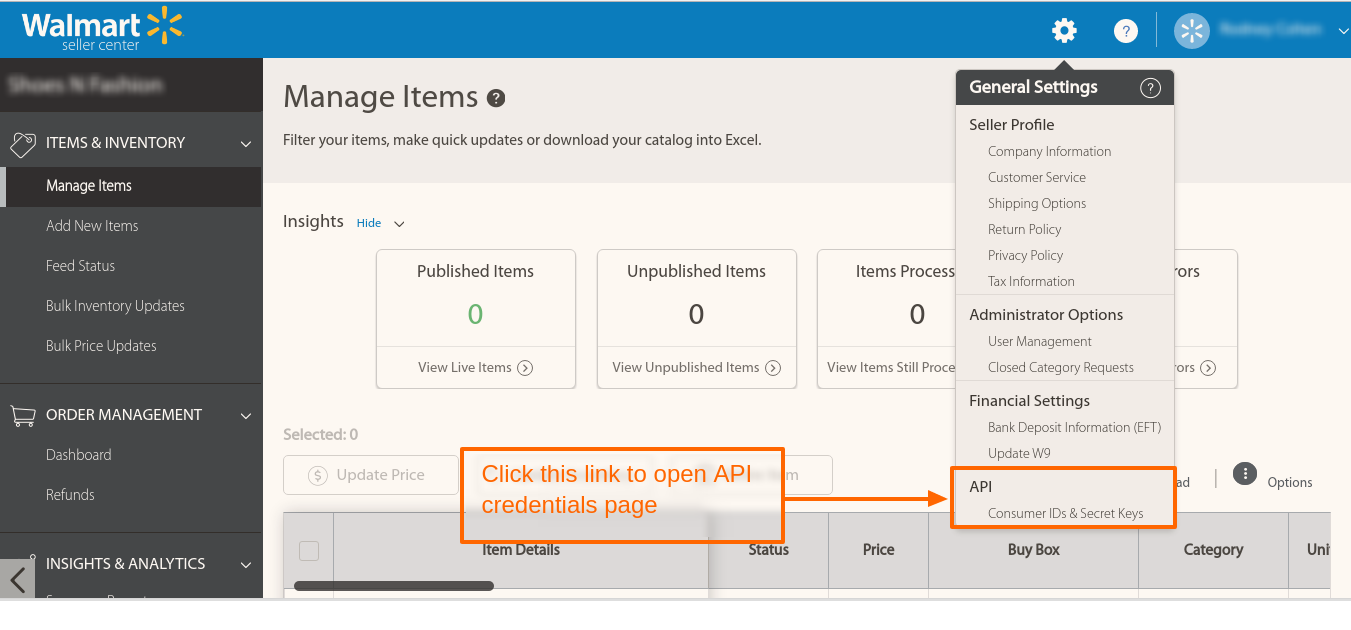 Walmart
seller center
?
ITEMS & INVENTORY
Manage Items
Add New Items
Feed Status
Bulk Inventory Updates
Bulk Price Updates
ORDER MANAGEMENT
Dashboard
Refunds
INSIGHTS & ANALYTICS
Manage Items ?
Filter your items, make quick updates or download your catalog into Excel.
Insights Hide
Published Items
0
View Live Items
Unpublished Items
0
View Unpublished Items
Items Process
0
View Items Still Proce
rors
rors
General Settings ?
Seller Profile
Company Information
Customer Service
Shipping Options
Return Policy
Privacy Policy
Tax Information
Administrator Options
User Management
Closed Category Requests
Financial Settings
Bank Deposit Information (EFT)
Update W9
API
Consumer IDs & Secret Keys
Selected: 0
$ Update Price
Click this link to open API
credentials page
ad
Options
Item Details
Status
Price
Buy Box
Category
Uni